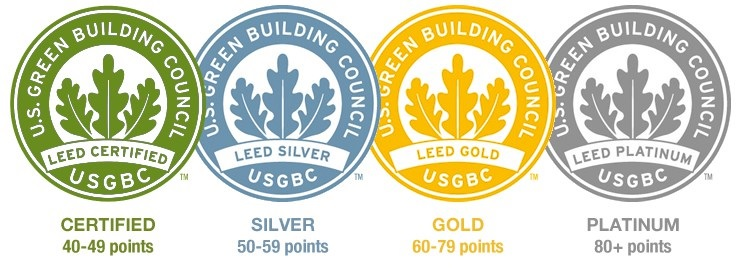 U.S. GREEN BUILDING COUNCIL
LEED CERTIFIED
USGBC
TM
U.S. GREEN BUILDING COUNCIL
LEED SILVER
USGBC
TM
U.S. GREEN BUILDING COUNCIL
LEED GOLD
USGBC
TM
U.S. GREEN BUILDING COUNCIL
LEED PLATINUM
USGBC
TM
CERTIFIED
40-49 points
SILVER
50-59 points
GOLD
60-79 points
PLATINUM
80+ points